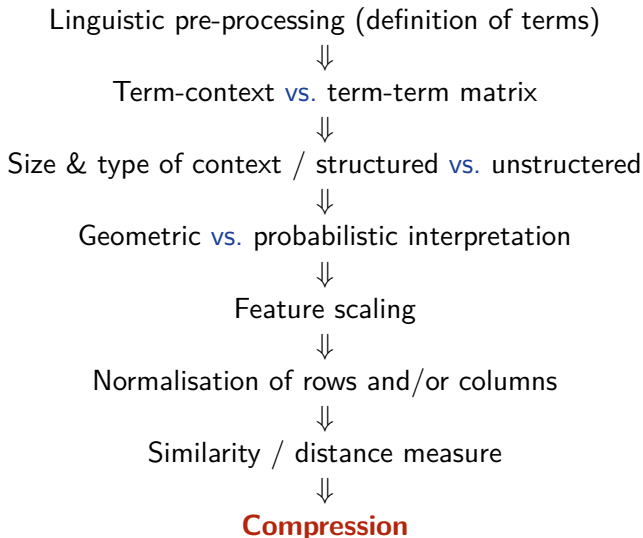 Linguistic pre-processing (definition of terms)
⇓
Term-context vs. term-term matrix
⇓
Size & type of context / structured vs. unstructered
⇓
Geometric vs. probabilistic interpretation
⇓
Feature scaling
⇓
Normalisation of rows and/or columns
⇓
Similarity / distance measure
⇓
Compression